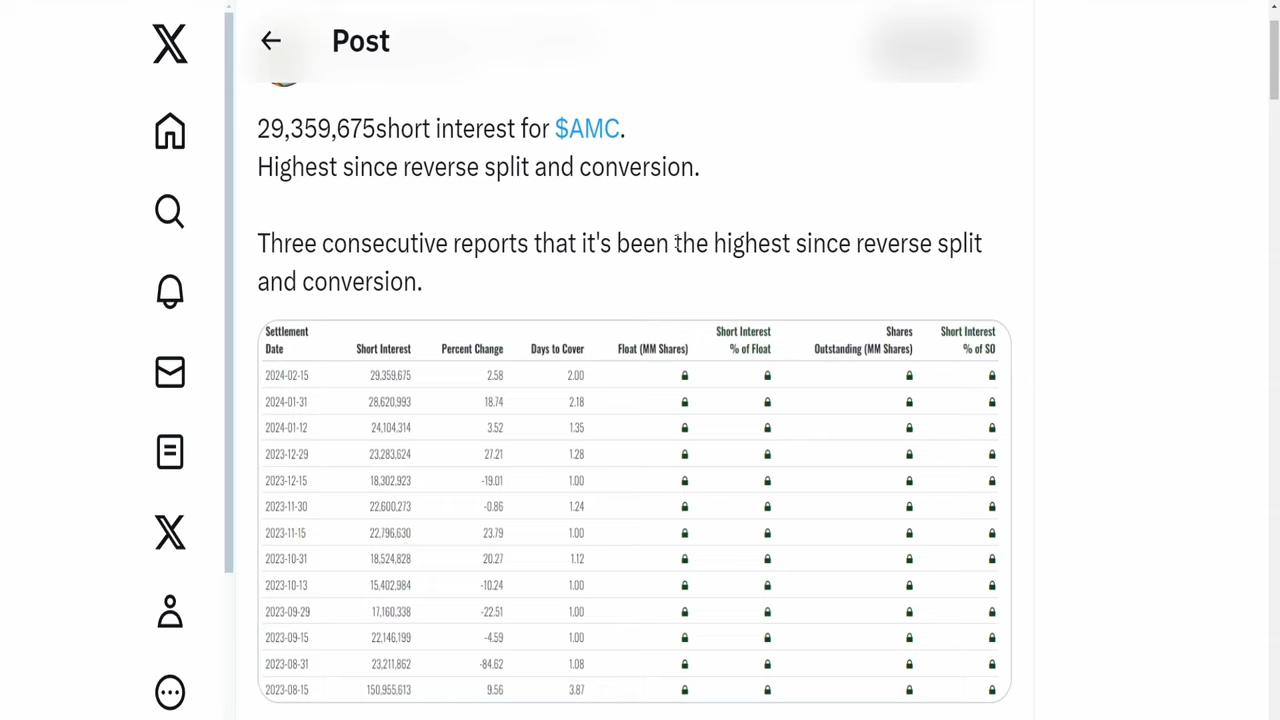 Post
29,359,675short interest for $AMC.
Highest since reverse split and conversion.
Three consecutive reports that it's been the highest since reverse split
and conversion.
Settlement Date Short Interest Percent Change Days to Cover Float (MM Shares) Short Interest % of Float Shares Outstanding (MM Shares) Short Interest % of SO
2024-02-15 29,359,675 2.58 2.00
2024-01-31 28,620,993 18.74 2.18
2024-01-12 24,104,314 3.52 1.35
2023-12-29 23,283,624 27.21 1.28
2023-12-15 18,302,923 -19.01 1.00
2023-11-30 22,600,273 -0.86 1.24
2023-11-15 22,796,630 23.79 1.00
2023-10-31 18,524,828 20.27 1.12
2023-10-13 15,402,984 -10.24 1.00
2023-09-29 17,160,338 -22.51 1.00
2023-09-15 22,146,199 -4.59 1.00
2023-08-31 23,211,862 -84.62 1.08
2023-08-15 150,955,613 9.56 3.87